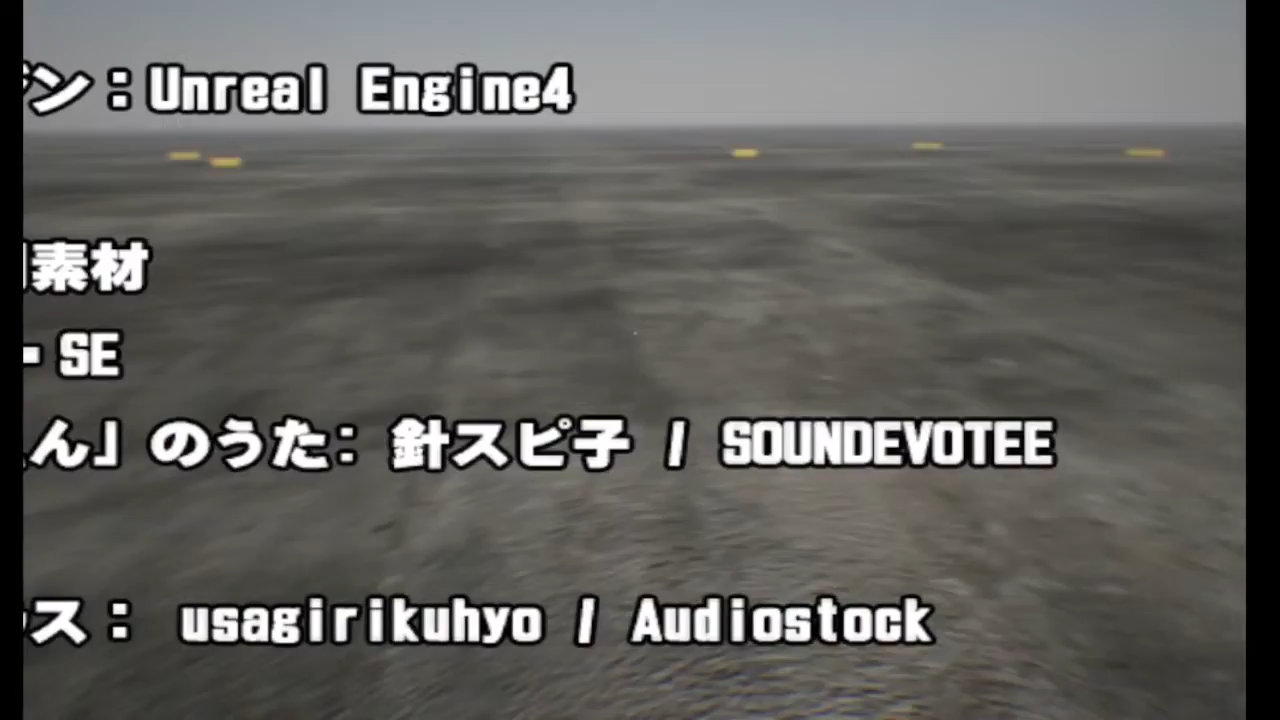 ン：Unreal Engine4
素材
・SE
ん」のうた: 針スピ子 / SOUNDEVOTEE
ス： usagirikuhyo / Audiostock